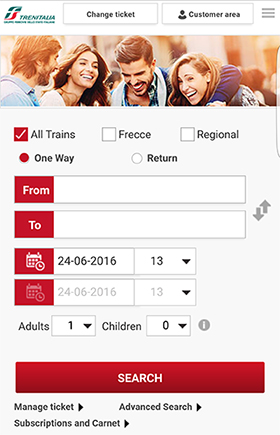 TRENITALIA
GRUPPO FERROVIE DELLO STATO ITALIANE
Change ticket
Customer area
All Trains
Frecce
Regional
One Way
Return
From
To
24-06-2016 13
24-06-2016 13
Adults 1 Children 0
SEARCH
Manage ticket
Advanced Search
Subscriptions and Carnet